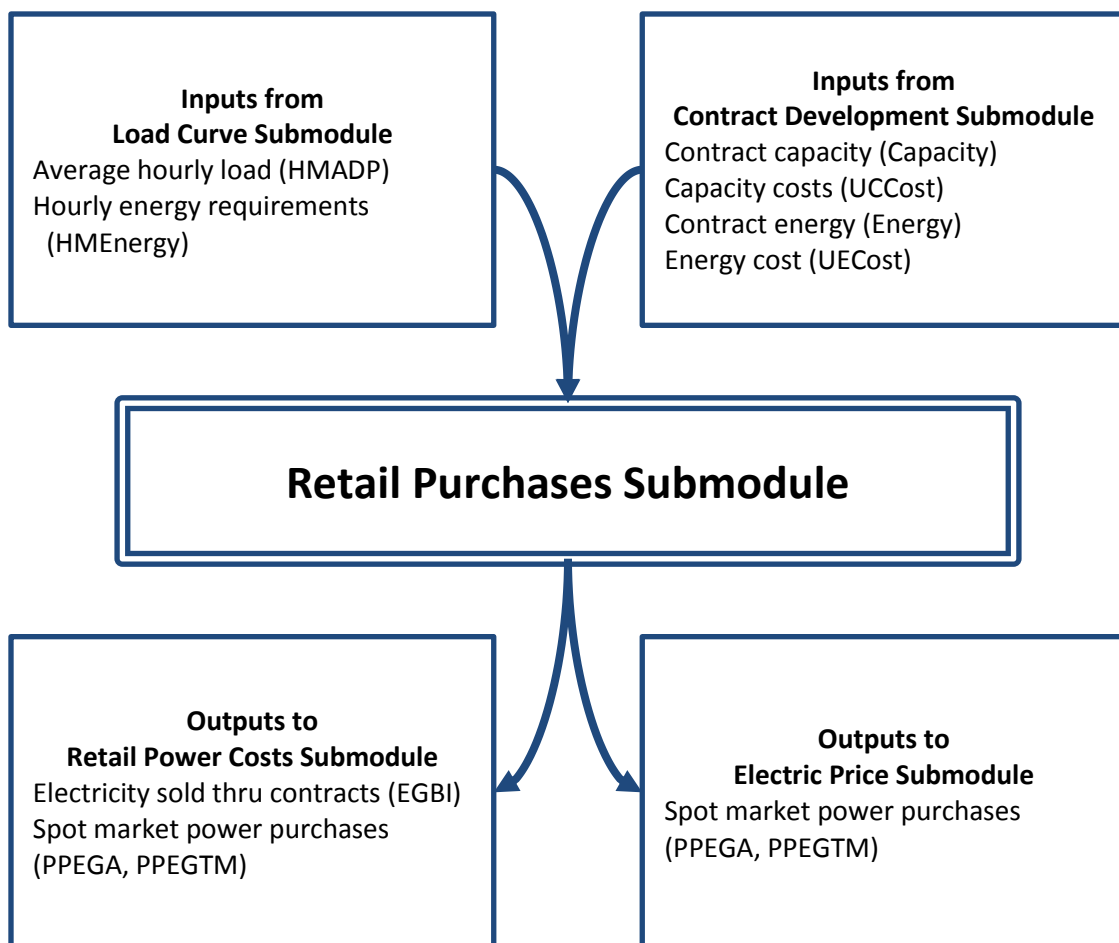 Inputs from
Load Curve Submodule
Average hourly load (HMADP)
Hourly energy requirements
(HMEnergy)
Inputs from
Contract Development Submodule
Contract capacity (Capacity)
Capacity costs (UCCost)
Contract energy (Energy)
Energy cost (UECost)
Retail Purchases Submodule
Outputs to
Retail Power Costs Submodule
Electricity sold thru contracts (EGBI)
Spot market power purchases
(PPEGA, PPEGTM)
Outputs to
Electric Price Submodule
Spot market power purchases
(PPEGA, PPEGTM)